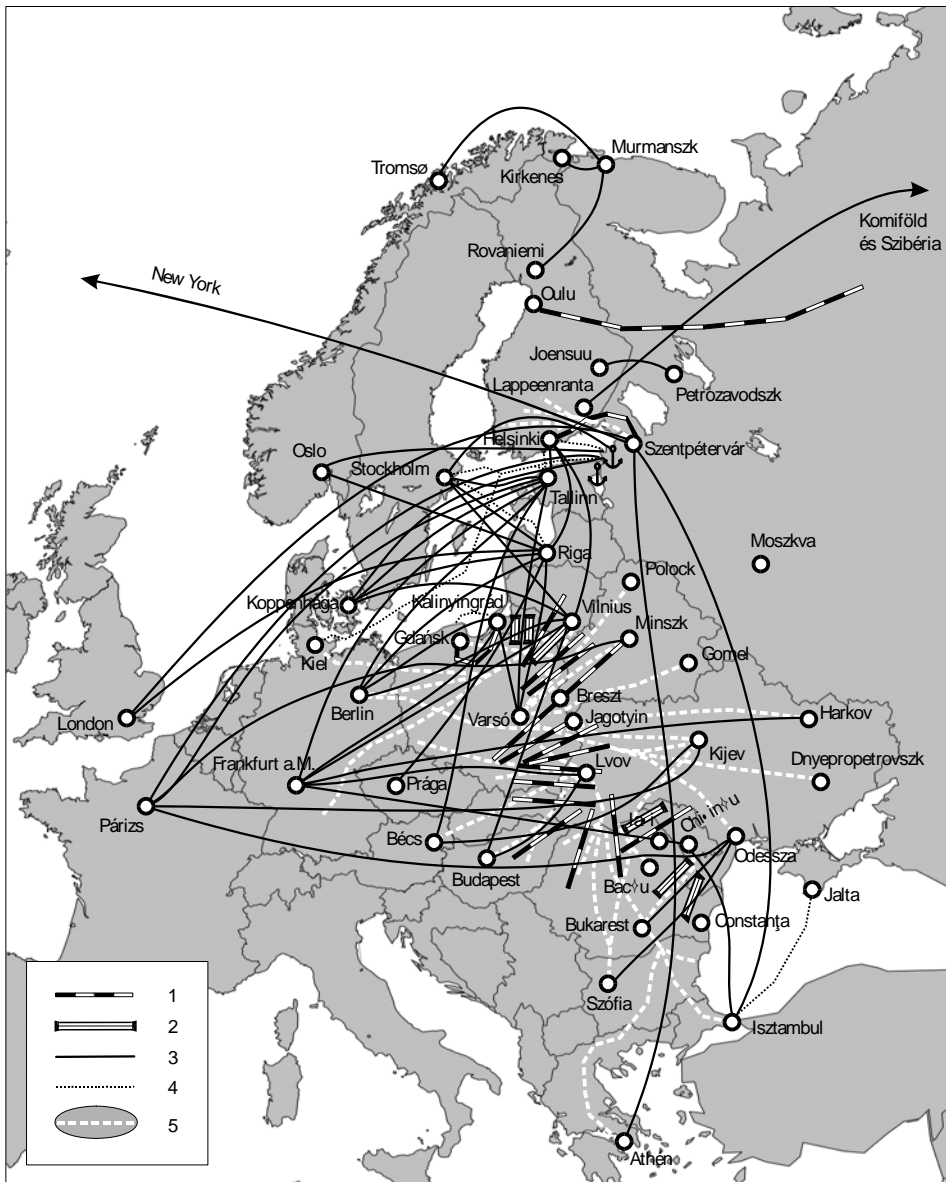 Murmanszk
Tromsø
Kirkenes
Komiföld
és Szibéria
Rovaniemi
New York
Oulu
Joensuu
Lappeenranta
Petrozavodszk
Helsinki
Szentpétervár
Oslo
Stockholm
Tallinn
Moszkva
Riga
Polock
Koppenhága
Kalinyingrád
Vilnius
Minszk
Gdańsk
Kiel
Gomel
Breszt
Berlin
Varsó
Jagotyin
Harkov
London
Kijev
Frankfurt a.M.
Lvov
Dnyepropetrovszk
Prága
Párizs
Bécs
Odessza
Budapest
Jalta
Bukarest
Constanţa
Szófia
Isztambul
Athén
1
2
3
4
5